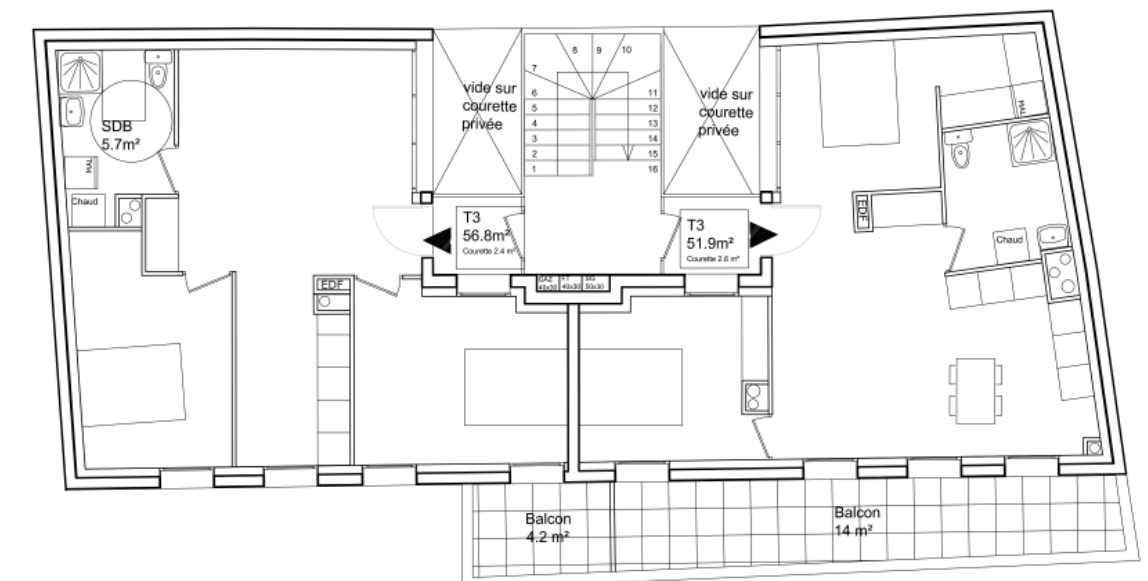 SDB
5.7m²
MAL
Chaud
vide sur
courette
privée
7
8
9
10
6
5
4
3
2
1
11
12
13
14
15
16
vide sur
courette
privée
MAL
T3
56.8m²
Courette 2.4 m²
T3
51.9m²
Courette 2.6 m²
EDF
Chaud
EDF
GAZ
40x30
FT
40x30
SG
50x30
Balcon
4.2 m²
Balcon
14 m²